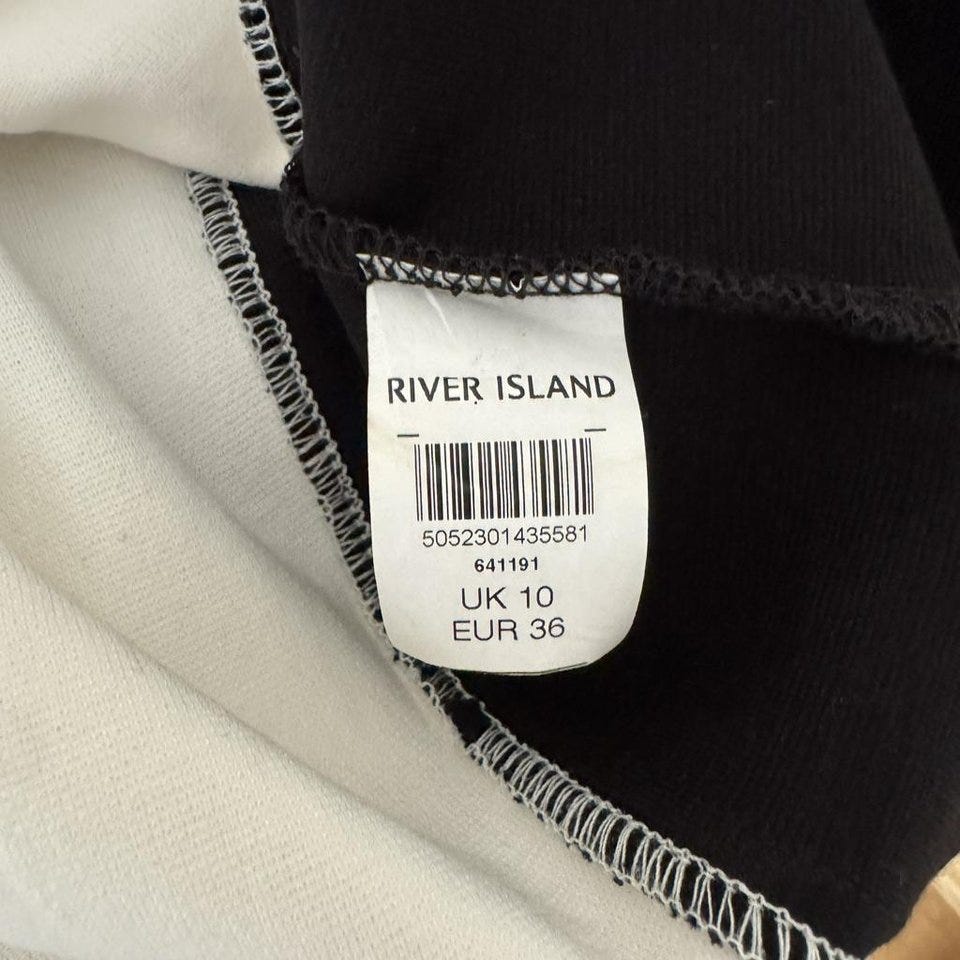 RIVER ISLAND
5052301435581
641191
UK 10
EUR 36